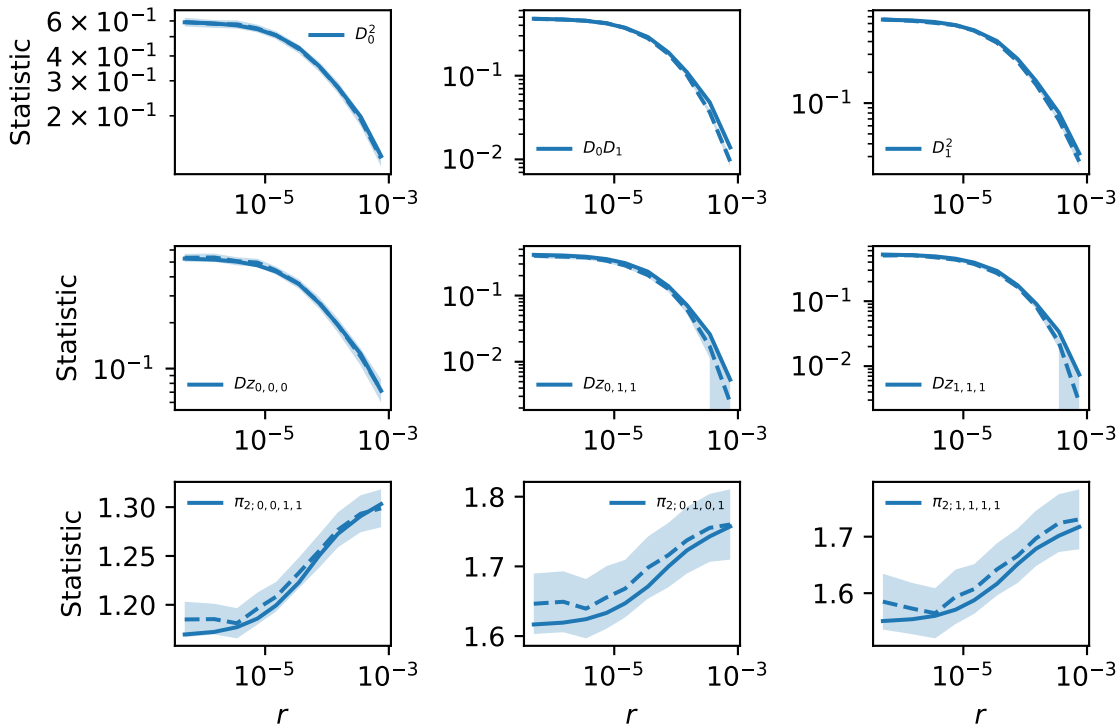 Statistic
6 × 10⁻¹
4 × 10⁻¹
3 × 10⁻¹
2 × 10⁻¹
D₀²
10⁻⁵ 10⁻³
10⁻¹
10⁻²
D₀D₁
10⁻⁵ 10⁻³
10⁻¹
D₁²
10⁻⁵ 10⁻³
Statistic
10⁻¹
Dz₀,₀,₀
10⁻⁵ 10⁻³
10⁻¹
10⁻²
Dz₀,₁,₁
10⁻⁵ 10⁻³
10⁻¹
10⁻²
Dz₁,₁,₁
10⁻⁵ 10⁻³
Statistic
1.30
1.25
1.20
π₂;₀,₀,₁,₁
10⁻⁵ 10⁻³
r
1.8
1.7
1.6
π₂;₀,₁,₀,₁
10⁻⁵ 10⁻³
r
1.7
1.6
π₂;₁,₁,₁,₁
10⁻⁵ 10⁻³
r